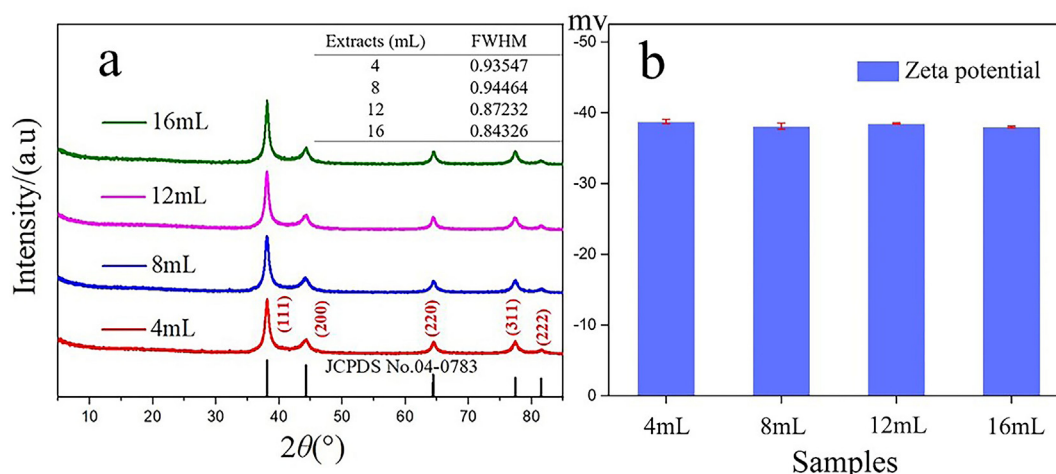 a
Extracts (mL) FWHM
4 0.93547
8 0.94464
12 0.87232
16 0.84326
16mL
12mL
8mL
4mL
(111) (200) (220) (311) (222)
JCPDS No.04-0783
10 20 30 40 50 60 70 80
2θ(°)
Intensity/(a.u)
mv
b
Zeta potential
-50
-40
-30
-20
-10
0
4mL 8mL 12mL 16mL
Samples